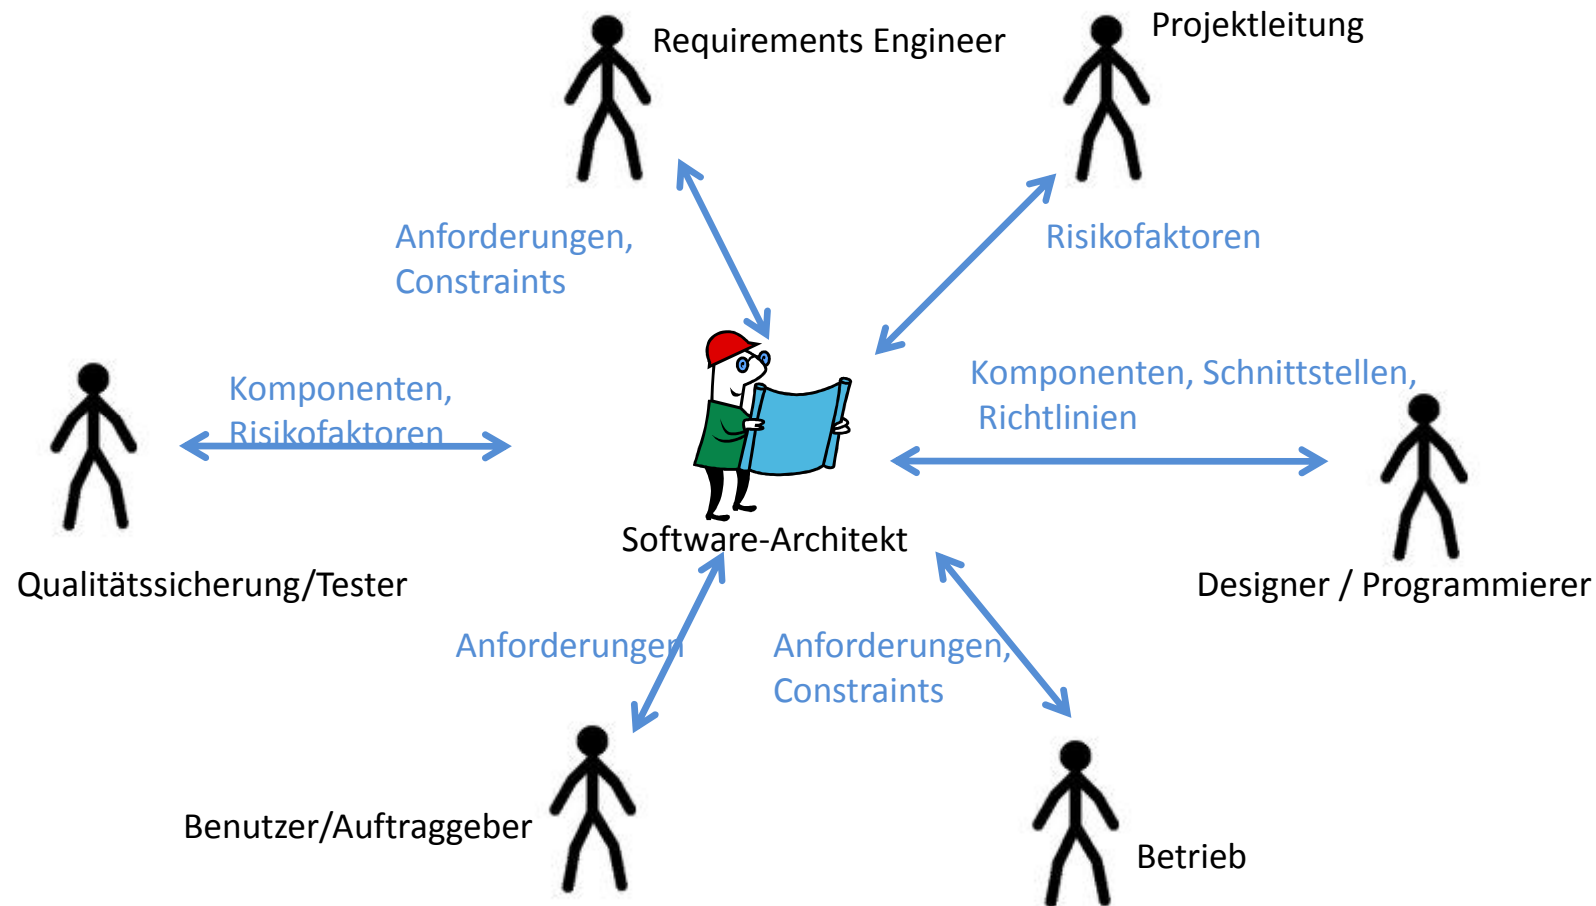 Requirements Engineer
Projektleitung
Anforderungen,
Constraints
Risikofaktoren
Komponenten,
Risikofaktoren
Komponenten, Schnittstellen,
Richtlinien
Software-Architekt
Qualitätssicherung/Tester
Designer / Programmierer
Anforderungen
Anforderungen,
Constraints
Benutzer/Auftraggeber
Betrieb